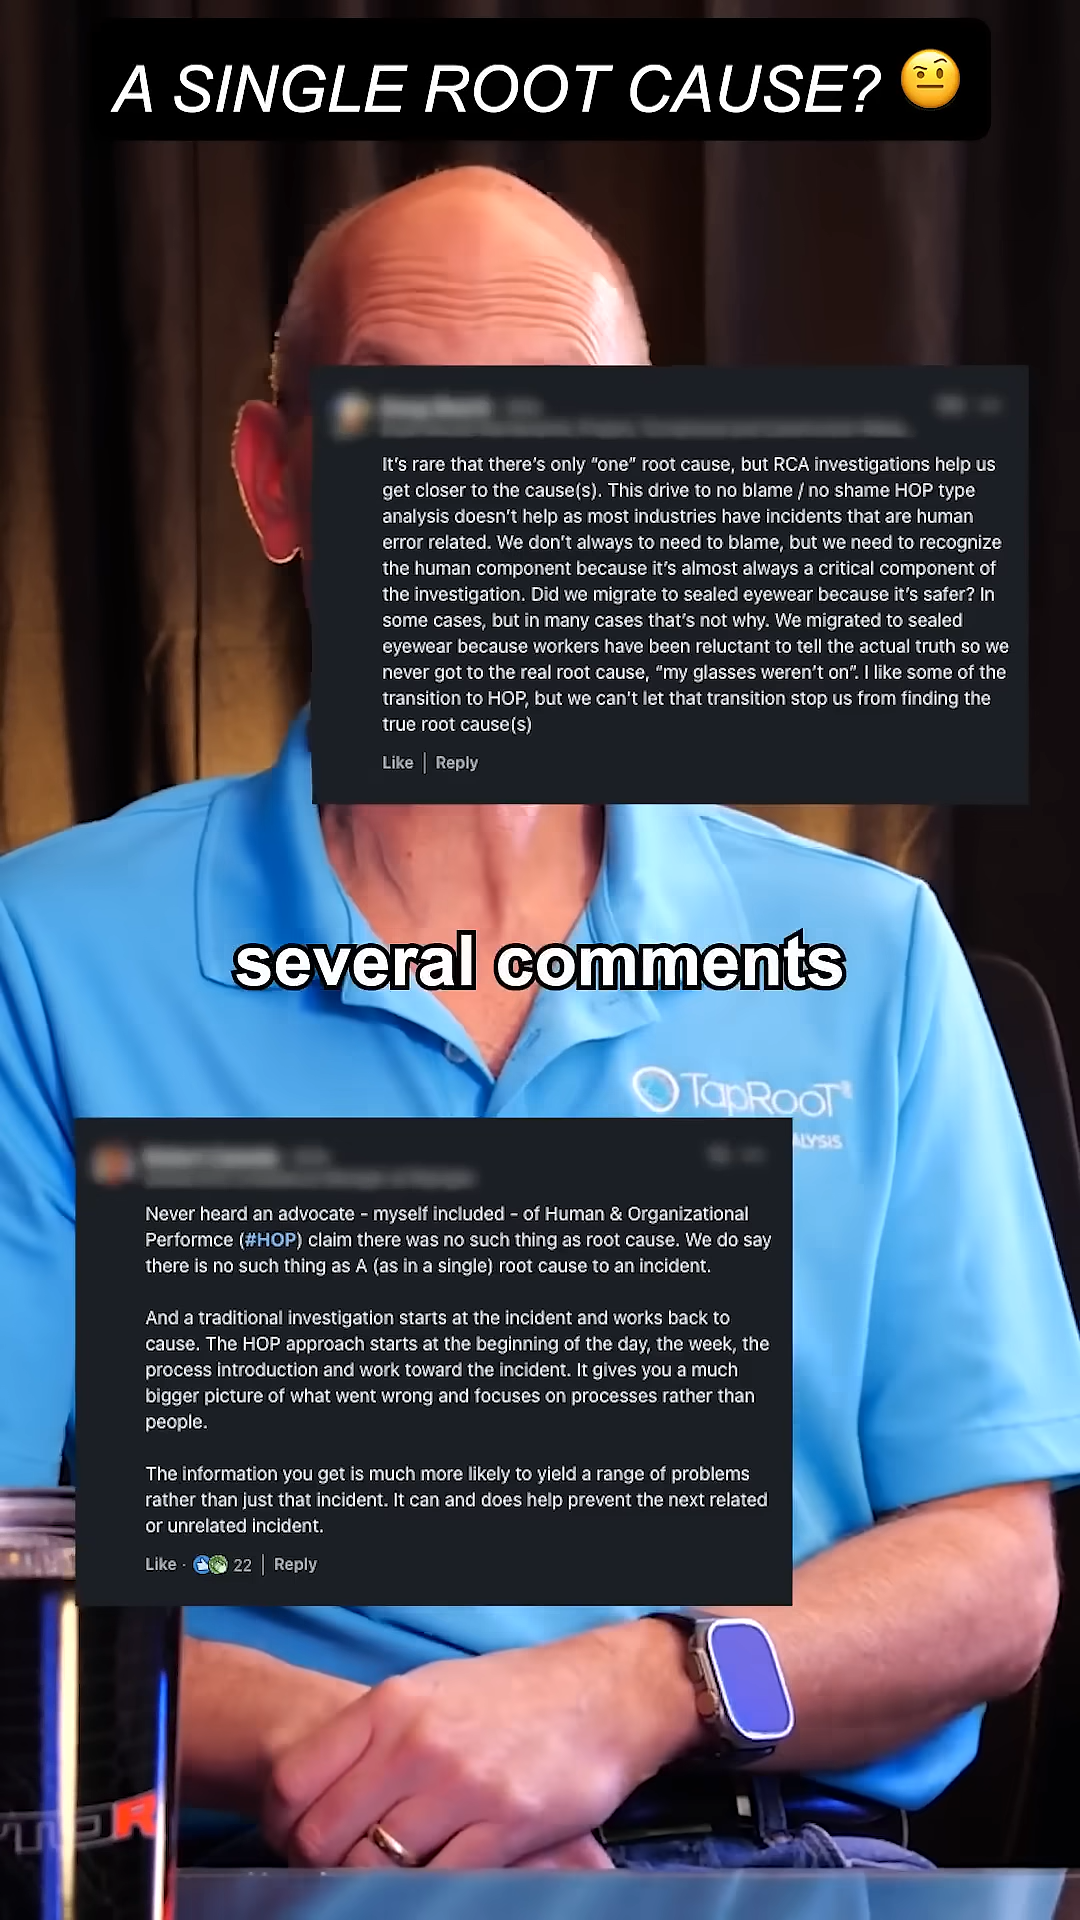 A SINGLE ROOT CAUSE? 🤨
It's rare that there's only “one” root cause, but RCA investigations help us
get closer to the cause(s). This drive to no blame / no shame HOP type
analysis doesn't help as most industries have incidents that are human
error related. We don't always to need to blame, but we need to recognize
the human component because it's almost always a critical component of
the investigation. Did we migrate to sealed eyewear because it's safer? In
some cases, but in many cases that's not why. We migrated to sealed
eyewear because workers have been reluctant to tell the actual truth so we
never got to the real root cause, “my glasses weren't on”. I like some of the
transition to HOP, but we can't let that transition stop us from finding the
true root cause(s)
Like | Reply
several comments
TapRooT®
ALYSIS
Never heard an advocate - myself included - of Human & Organizational
Performce (#HOP) claim there was no such thing as root cause. We do say
there is no such thing as A (as in a single) root cause to an incident.
And a traditional investigation starts at the incident and works back to
cause. The HOP approach starts at the beginning of the day, the week, the
process introduction and work toward the incident. It gives you a much
bigger picture of what went wrong and focuses on processes rather than
people.
The information you get is much more likely to yield a range of problems
rather than just that incident. It can and does help prevent the next related
or unrelated incident.
Like · 22 | Reply